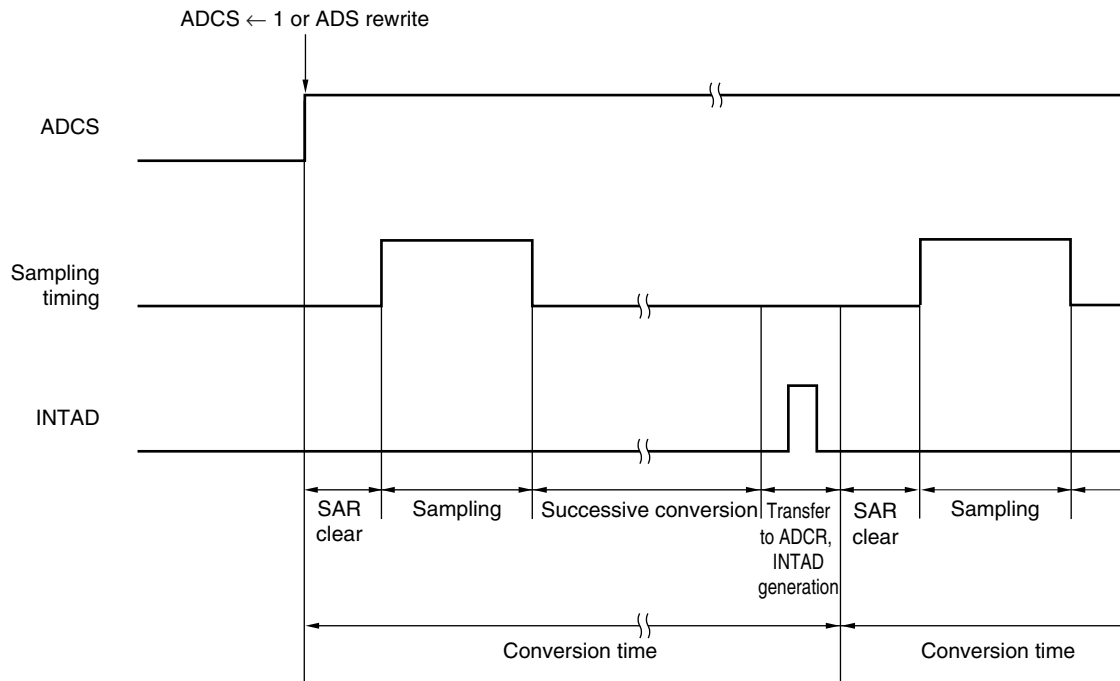 ADCS ← 1 or ADS rewrite
ADCS
Sampling
timing
INTAD
SAR
clear
Sampling
Successive conversion
Transfer
to ADCR,
INTAD
generation
SAR
clear
Sampling
Conversion time
Conversion time